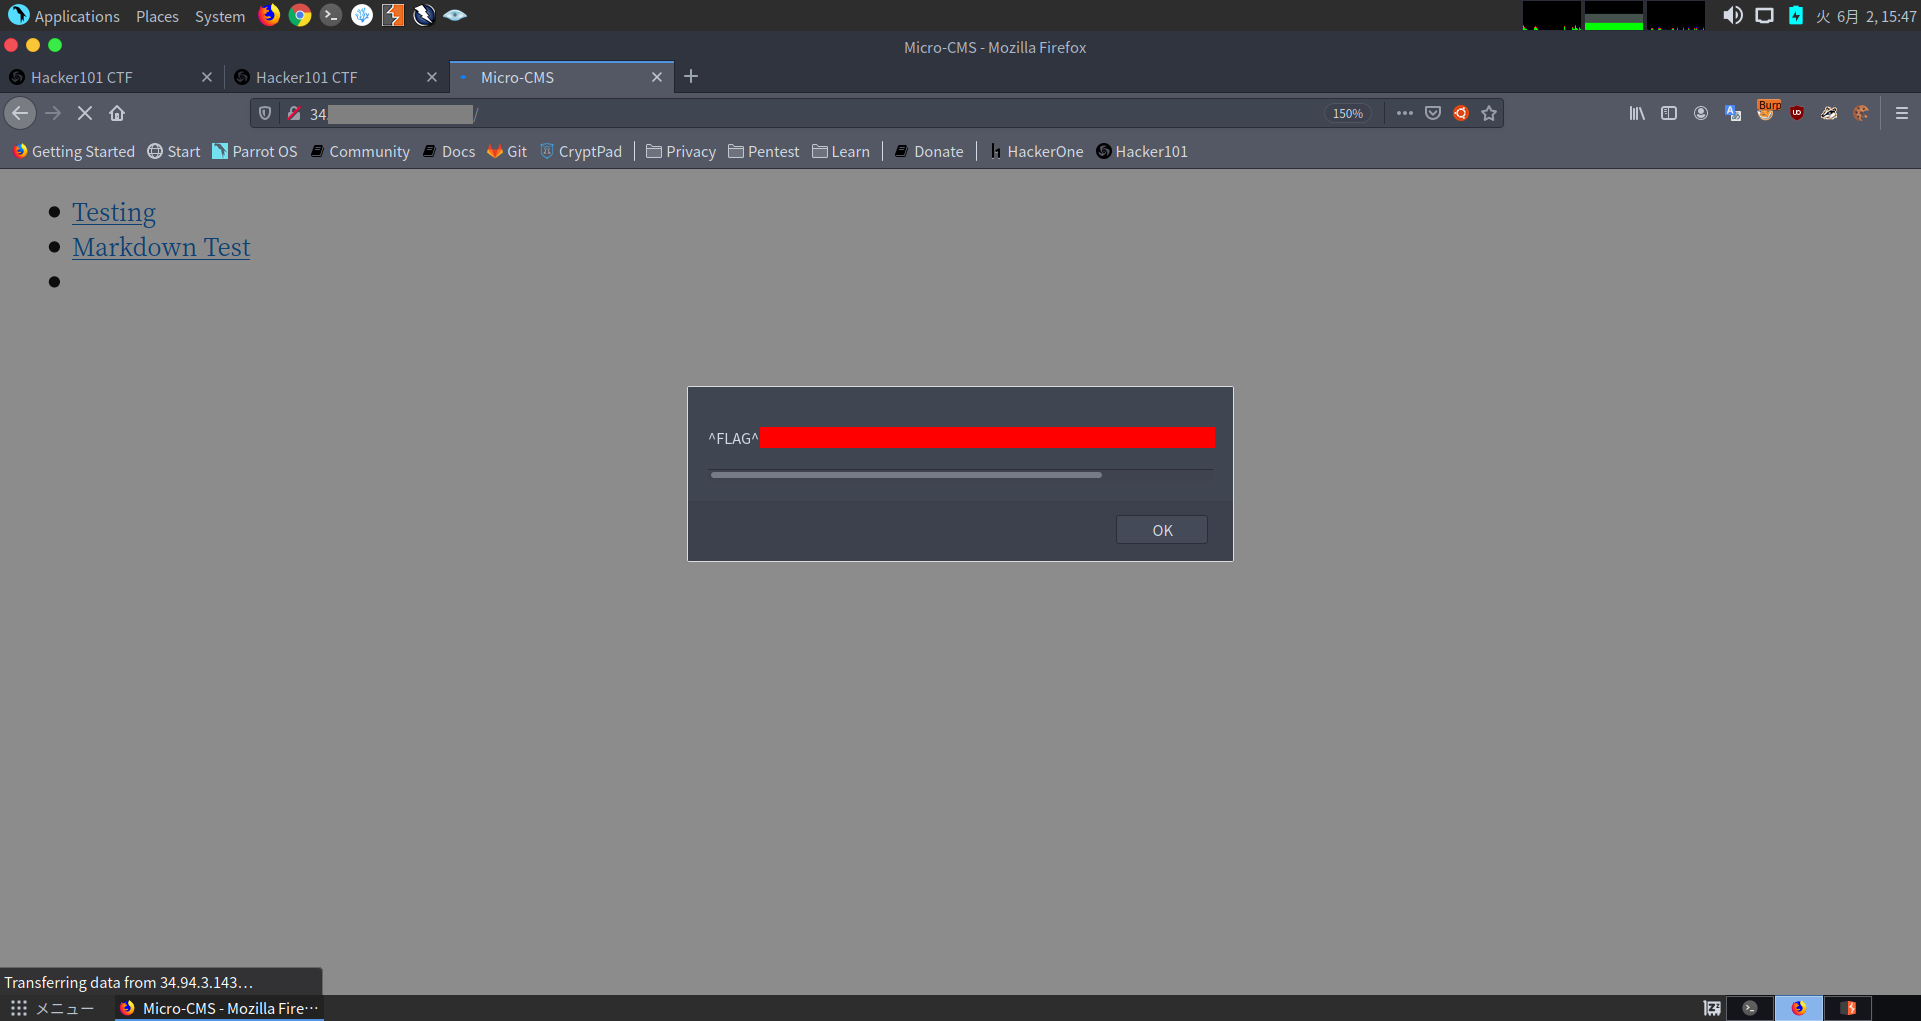 Applications Places System 火 6月 2, 15:47
Micro-CMS - Mozilla Firefox
Hacker101 CTF Hacker101 CTF Micro-CMS
34. / 150% Burp
Getting Started Start Parrot OS Community Docs Git CryptPad Privacy Pentest Learn Donate HackerOne Hacker101
Testing
Markdown Test
^FLAG^
OK
Transferring data from 34.94.3.143…
メニュー Micro-CMS - Mozilla Fire…